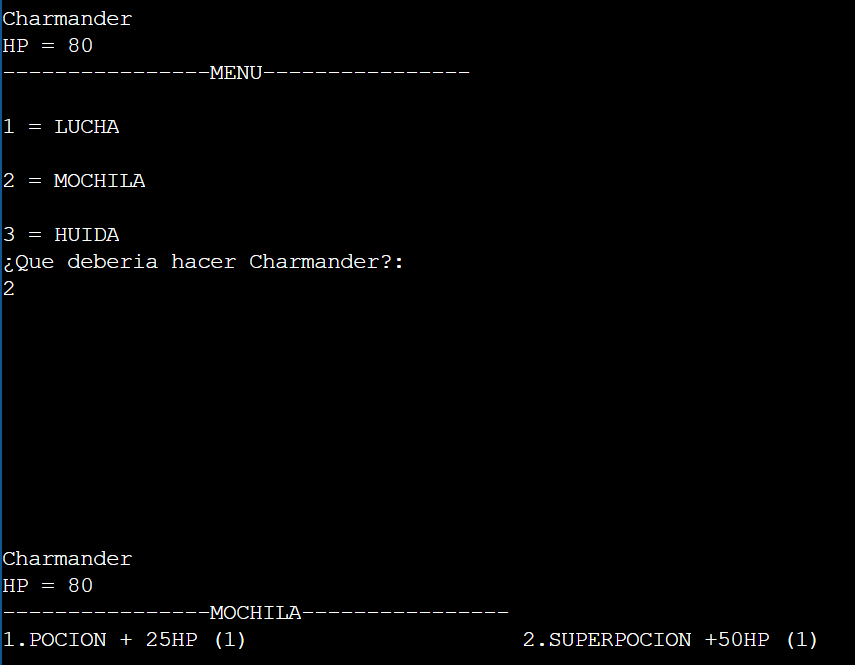 Charmander
HP = 80
----------------MENU----------------
1 = LUCHA
2 = MOCHILA
3 = HUIDA
¿Que deberia hacer Charmander?:
2
Charmander
HP = 80
----------------MOCHILA----------------
1.POCION + 25HP (1) 2.SUPERPOCION +50HP (1)